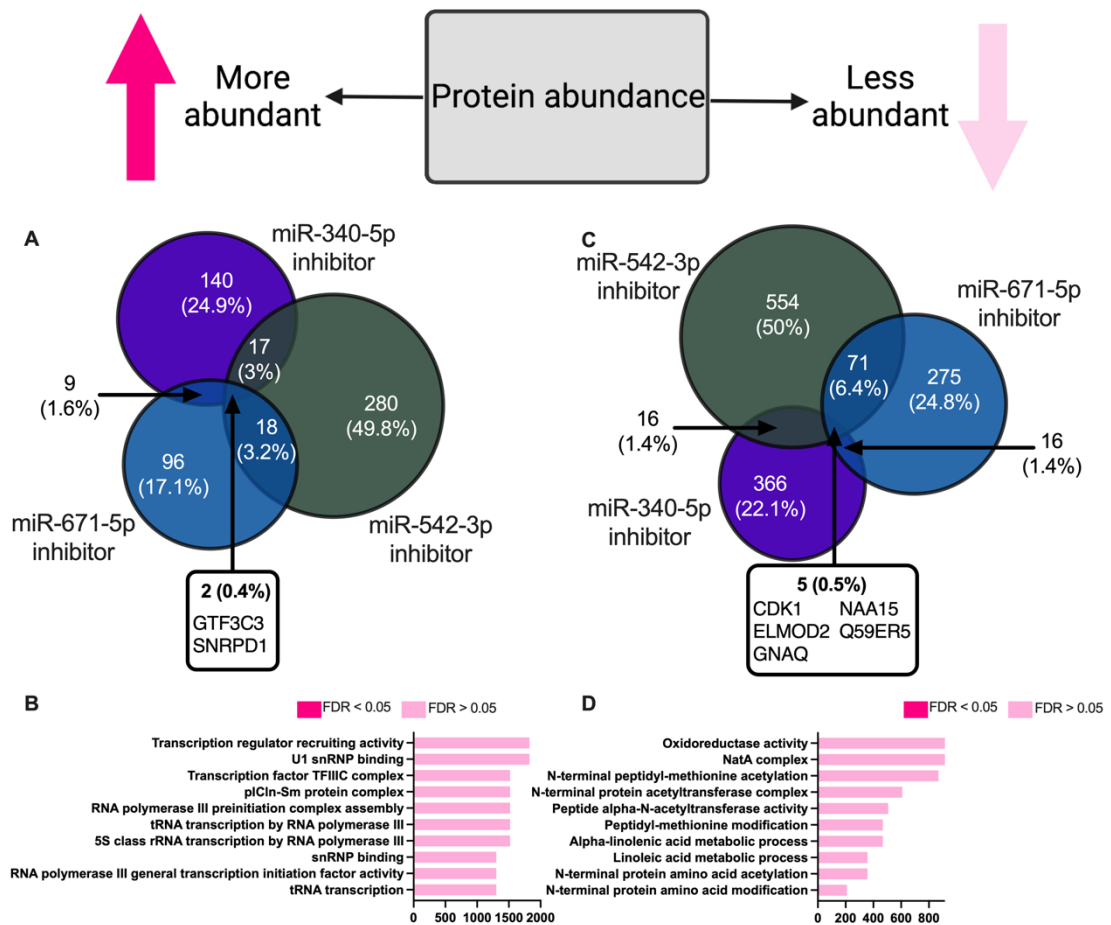 More
abundant
Protein abundance
Less
abundant
A
miR-340-5p
inhibitor
140
(24.9%)
17
(3%)
9
(1.6%)
280
(49.8%)
18
(3.2%)
96
(17.1%)
miR-671-5p
inhibitor
miR-542-3p
inhibitor
2 (0.4%)
GTF3C3
SNRPD1
C
miR-542-3p
inhibitor
554
(50%)
miR-671-5p
inhibitor
71
(6.4%)
275
(24.8%)
16
(1.4%)
16
(1.4%)
366
(22.1%)
miR-340-5p
inhibitor
5 (0.5%)
CDK1 NAA15
ELMOD2 Q59ER5
GNAQ
B
FDR < 0.05 FDR > 0.05
Transcription regulator recruiting activity
U1 snRNP binding
Transcription factor TFIIIC complex
pICln-Sm protein complex
RNA polymerase III preinitiation complex assembly
tRNA transcription by RNA polymerase III
5S class rRNA transcription by RNA polymerase III
snRNP binding
RNA polymerase III general transcription initiation factor activity
tRNA transcription
0 500 1000 1500 2000
D
FDR < 0.05 FDR > 0.05
Oxidoreductase activity
NatA complex
N-terminal peptidyl-methionine acetylation
N-terminal protein acetyltransferase complex
Peptide alpha-N-acetyltransferase activity
Peptidyl-methionine modification
Alpha-linolenic acid metabolic process
Linoleic acid metabolic process
N-terminal protein amino acid acetylation
N-terminal protein amino acid modification
0 200 400 600 800